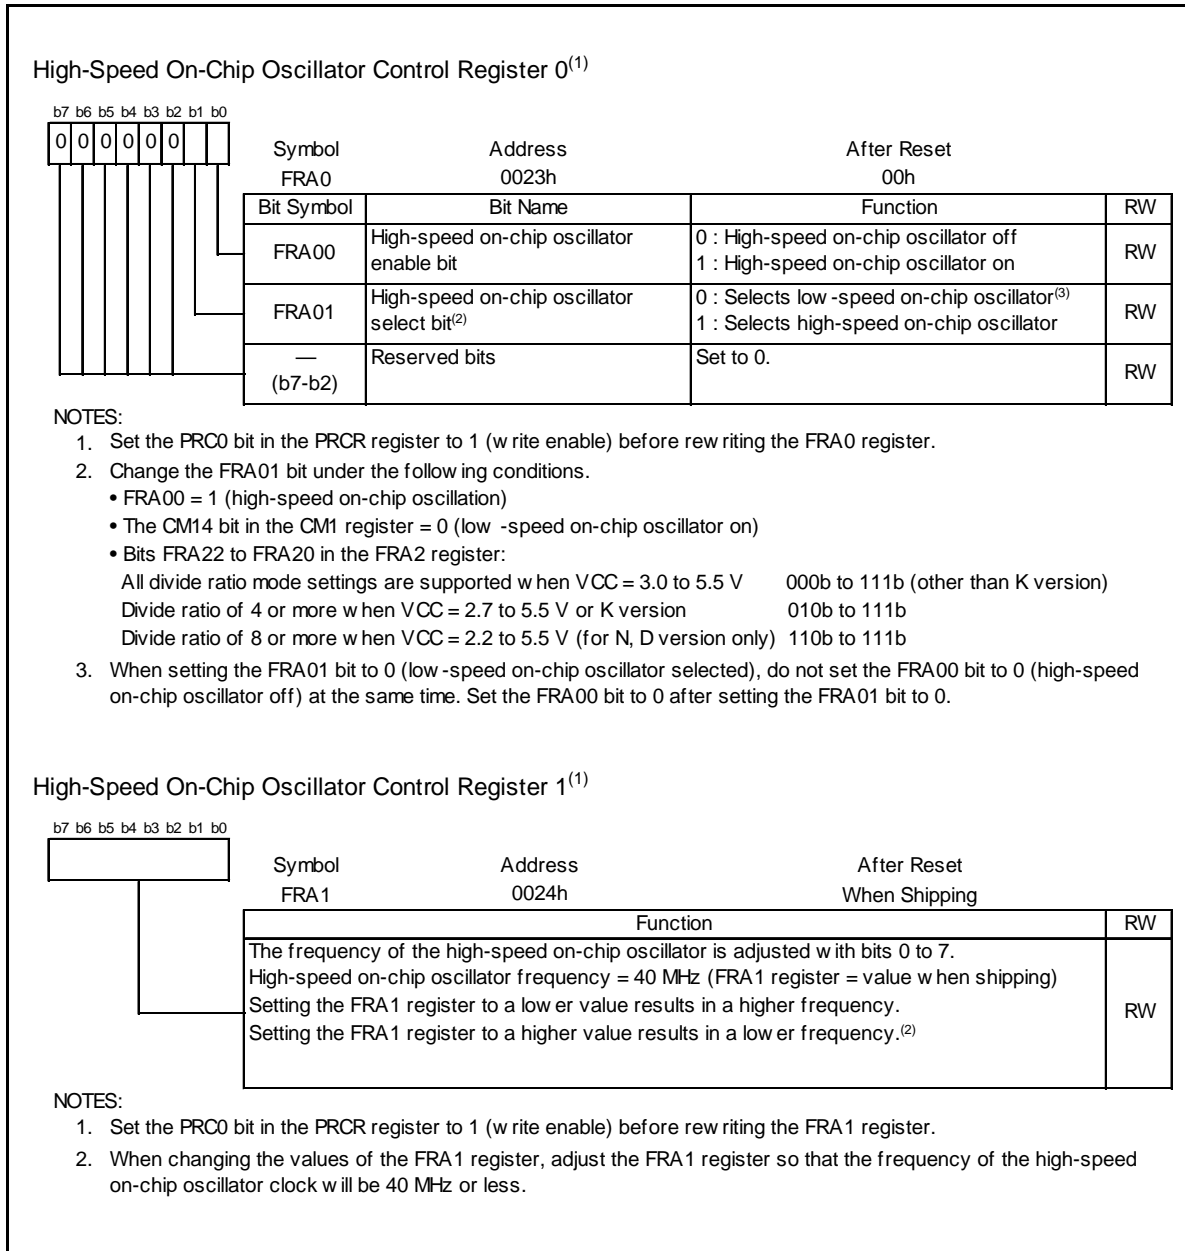 High-Speed On-Chip Oscillator Control Register 0(1)
b7 b6 b5 b4 b3 b2 b1 b0
0 0 0 0 0 0
Symbol Address After Reset
FRA0 0023h 00h
Bit Symbol Bit Name Function RW
FRA00 High-speed on-chip oscillator enable bit 0 : High-speed on-chip oscillator off 1 : High-speed on-chip oscillator on RW
FRA01 High-speed on-chip oscillator select bit(2) 0 : Selects low-speed on-chip oscillator(3) 1 : Selects high-speed on-chip oscillator RW
— (b7-b2) Reserved bits Set to 0. RW
NOTES:
1. Set the PRC0 bit in the PRCR register to 1 (write enable) before rewriting the FRA0 register.
2. Change the FRA01 bit under the following conditions.
• FRA00 = 1 (high-speed on-chip oscillation)
• The CM14 bit in the CM1 register = 0 (low-speed on-chip oscillator on)
• Bits FRA22 to FRA20 in the FRA2 register:
All divide ratio mode settings are supported when VCC = 3.0 to 5.5 V 000b to 111b (other than K version)
Divide ratio of 4 or more when VCC = 2.7 to 5.5 V or K version 010b to 111b
Divide ratio of 8 or more when VCC = 2.2 to 5.5 V (for N, D version only) 110b to 111b
3. When setting the FRA01 bit to 0 (low-speed on-chip oscillator selected), do not set the FRA00 bit to 0 (high-speed
on-chip oscillator off) at the same time. Set the FRA00 bit to 0 after setting the FRA01 bit to 0.
High-Speed On-Chip Oscillator Control Register 1(1)
b7 b6 b5 b4 b3 b2 b1 b0
Symbol Address After Reset
FRA1 0024h When Shipping
Function RW
The frequency of the high-speed on-chip oscillator is adjusted with bits 0 to 7.
High-speed on-chip oscillator frequency = 40 MHz (FRA1 register = value when shipping)
Setting the FRA1 register to a lower value results in a higher frequency.
Setting the FRA1 register to a higher value results in a lower frequency.(2)
RW
NOTES:
1. Set the PRC0 bit in the PRCR register to 1 (write enable) before rewriting the FRA1 register.
2. When changing the values of the FRA1 register, adjust the FRA1 register so that the frequency of the high-speed
on-chip oscillator clock will be 40 MHz or less.